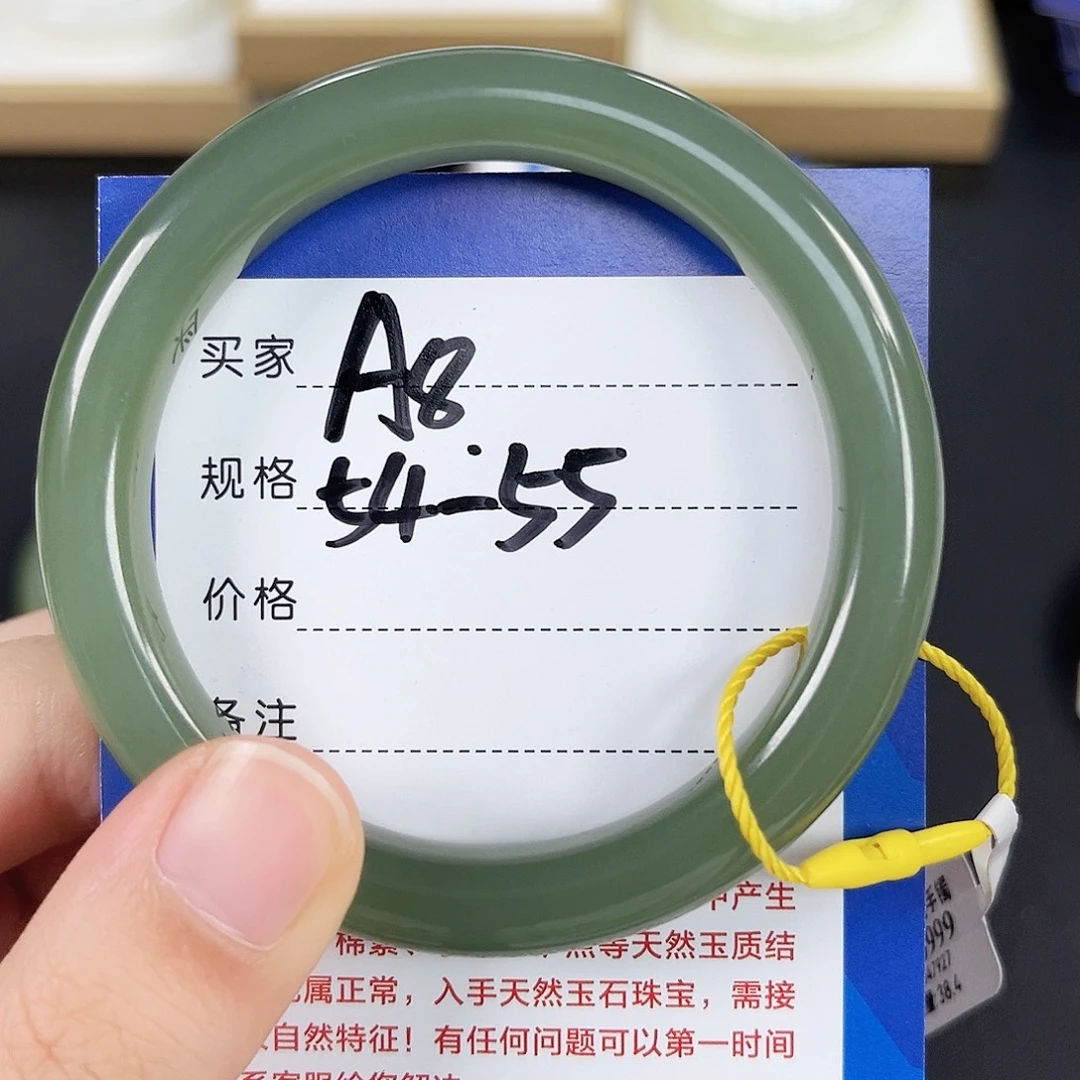 买家 A8.
规格 54-55
价格
备注
产生
等天然玉质结
属正常，入手天然玉石珠宝，需接
自然特征！有任何问题可以第一时间
手镯
999
38.4